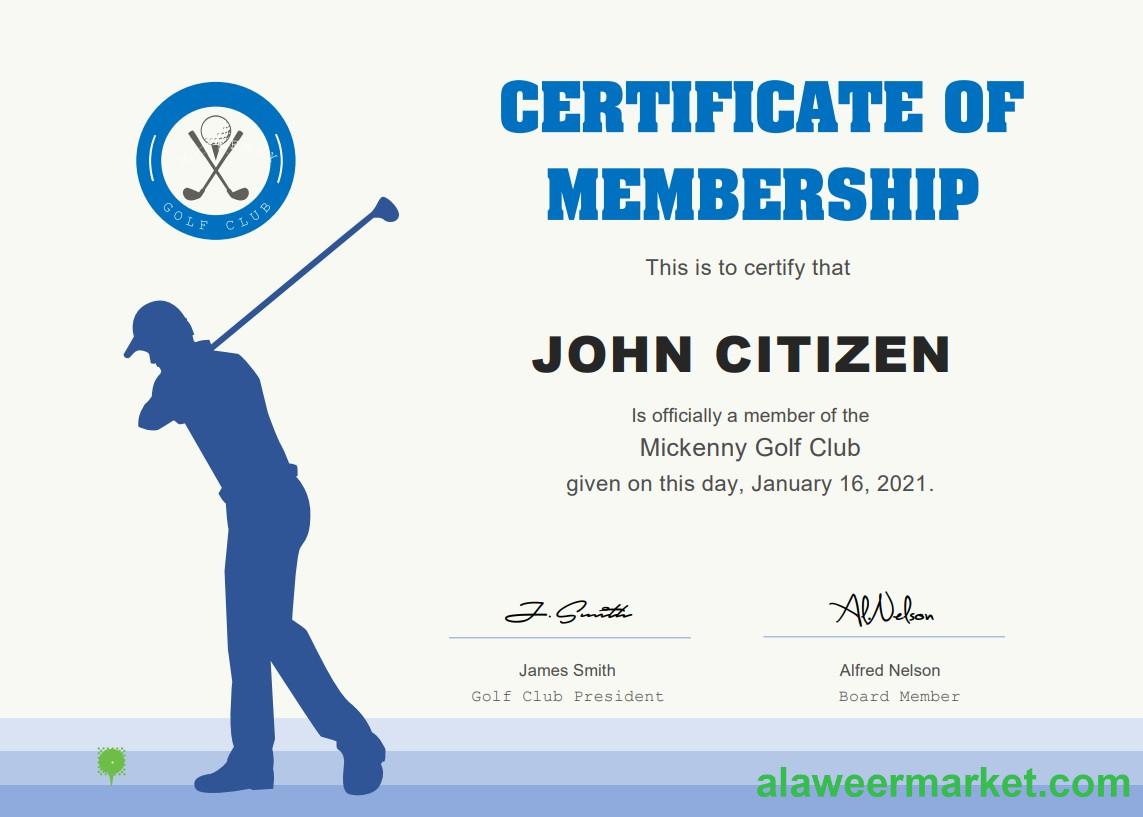 GOLF CLUB
CERTIFICATE OF
MEMBERSHIP
This is to certify that
JOHN CITIZEN
Is officially a member of the
Mickenny Golf Club
given on this day, January 16, 2021.
J. Smith
Al.Nelson
James Smith
Alfred Nelson
Golf Club President
Board Member
alaweermarket.com